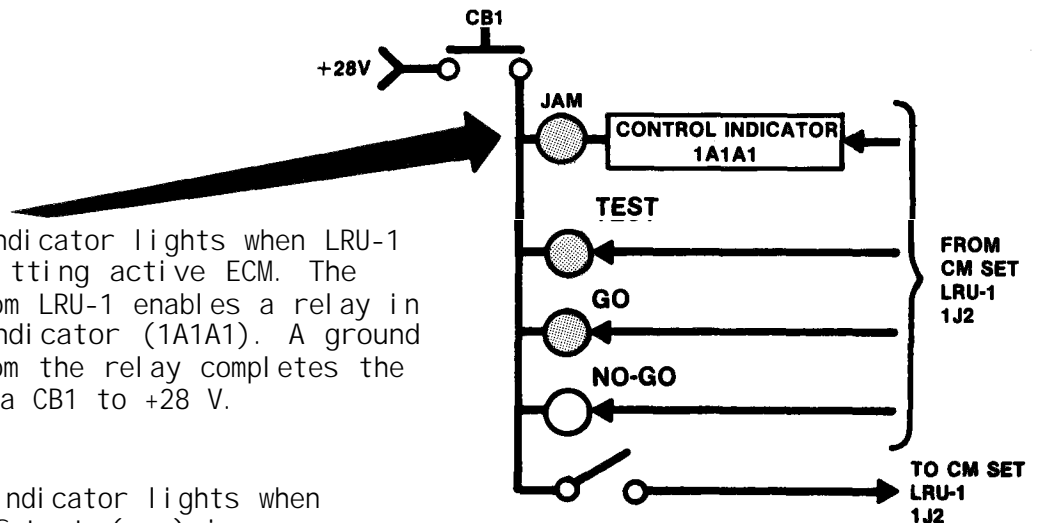 CB1
+28V
JAM
CONTROL INDICATOR
1A1A1
TEST
GO
NO-GO
FROM
CM SET
LRU-1
1J2
TO CM SET
LRU-1
1J2
ndicator lights when LRU-1
tting active ECM. The
om LRU-1 enables a relay in
ndicator (1A1A1). A ground
om the relay completes the
a CB1 to +28 V.
ndicator lights when